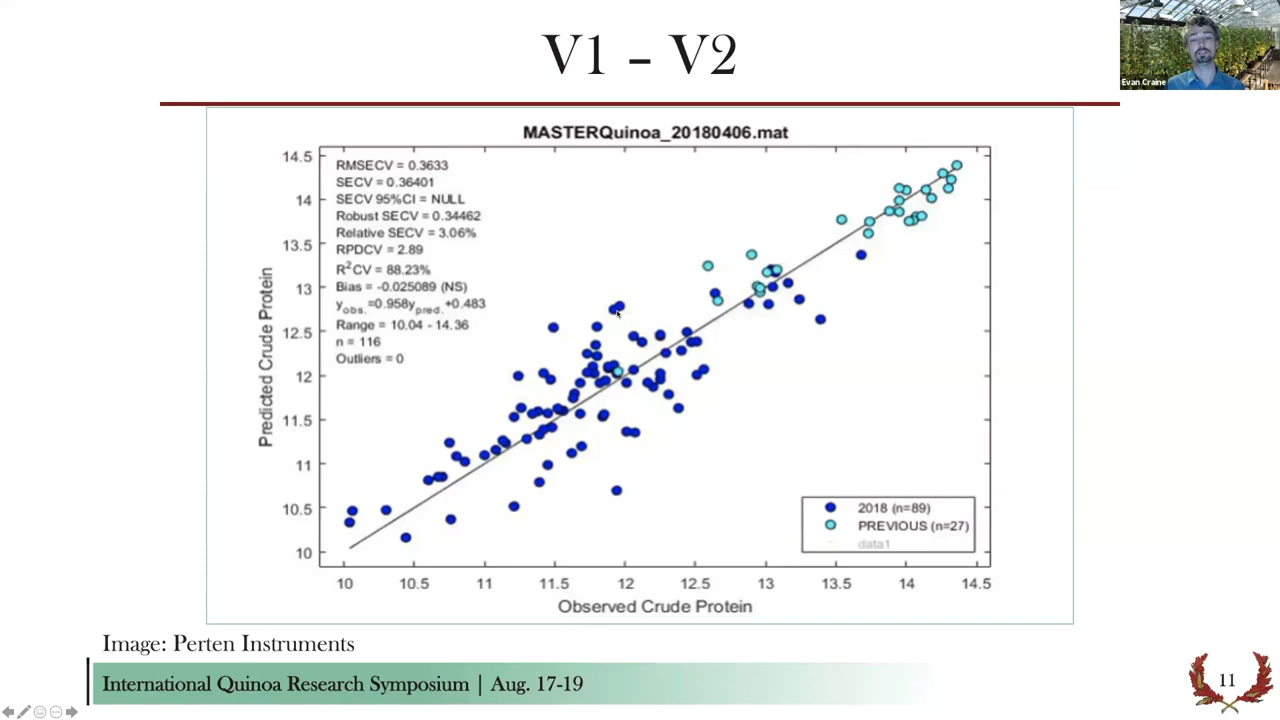 V1 – V2
Evan Craine
MASTERQuinoa_20180406.mat
RMSECV = 0.3633
SECV = 0.36401
SECV 95%CI = NULL
Robust SECV = 0.34462
Relative SECV = 3.06%
RPDCV = 2.89
R²CV = 88.23%
Bias = -0.025089 (NS)
y_obs.=0.958y_pred. +0.483
Range = 10.04 - 14.36
n = 116
Outliers = 0
Predicted Crude Protein
14.5
14
13.5
13
12.5
12
11.5
11
10.5
10
2018 (n=89)
PREVIOUS (n=27)
data1
10 10.5 11 11.5 12 12.5 13 13.5 14 14.5
Observed Crude Protein
Image: Perten Instruments
International Quinoa Research Symposium | Aug. 17-19
11